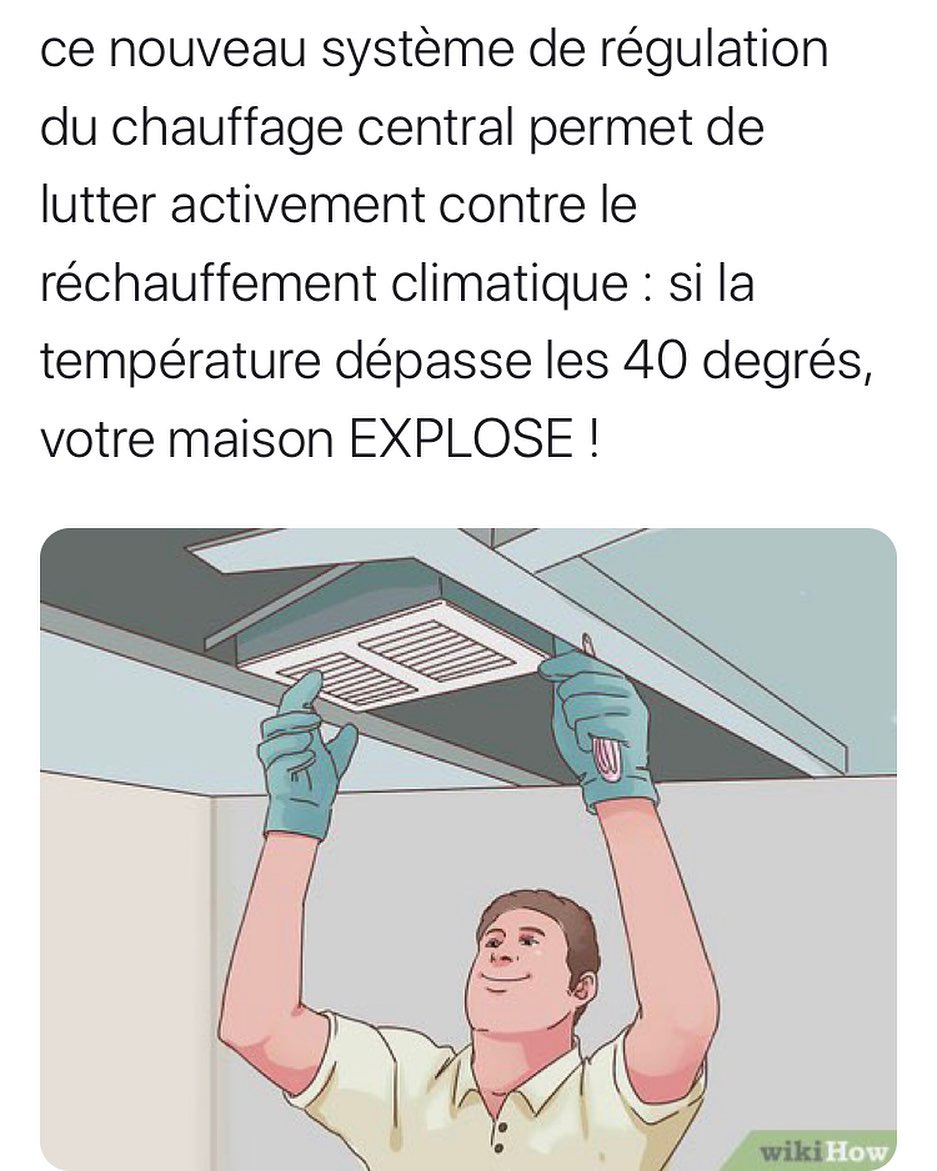 ce nouveau système de régulation
du chauffage central permet de
lutter activement contre le
réchauffement climatique : si la
température dépasse les 40 degrés,
votre maison EXPLOSE !
wikiHow